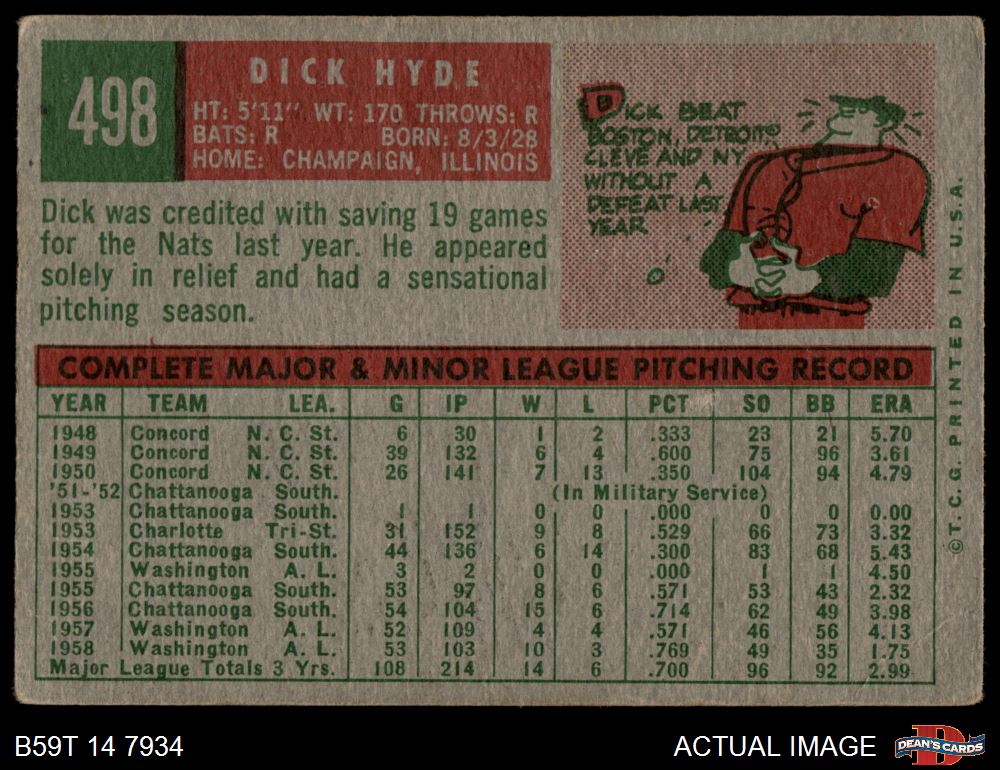 498
DICK HYDE
HT: 5'11" WT: 170 THROWS: R
BATS: R BORN: 8/3/28
HOME: CHAMPAIGN, ILLINOIS
Dick was credited with saving 19 games
for the Nats last year. He appeared
solely in relief and had a sensational
pitching season.
DICK BEAT
BOSTON, DETROIT,
CLEVE AND NY
WITHOUT A
DEFEAT LAST
YEAR
COMPLETE MAJOR & MINOR LEAGUE PITCHING RECORD
YEAR TEAM LEA. G IP W L PCT SO BB ERA
1948 Concord N. C. St. 6 30 1 2 .333 23 21 5.70
1949 Concord N. C. St. 39 132 6 4 .600 75 96 3.61
1950 Concord N. C. St. 26 141 7 13 .350 104 94 4.79
'51-'52 Chattanooga South. (In Military Service)
1953 Chattanooga South. 1 1 0 0 .000 0 0 0.00
1953 Charlotte Tri-St. 31 152 9 8 .529 66 73 3.32
1954 Chattanooga South. 44 136 6 14 .300 83 68 5.43
1955 Washington A. L. 3 2 0 0 .000 1 1 4.50
1955 Chattanooga South. 53 97 8 6 .571 53 43 2.32
1956 Chattanooga South. 54 104 15 6 .714 62 49 3.98
1957 Washington A. L. 52 109 4 4 .571 46 56 4.13
1958 Washington A. L. 53 103 10 3 .769 49 35 1.75
Major League Totals 3 Yrs. 108 214 14 6 .700 96 92 2.99
©T. C. G. PRINTED IN U.S.A.
B59T 14 7934
ACTUAL IMAGE
D
DEAN'S CARDS